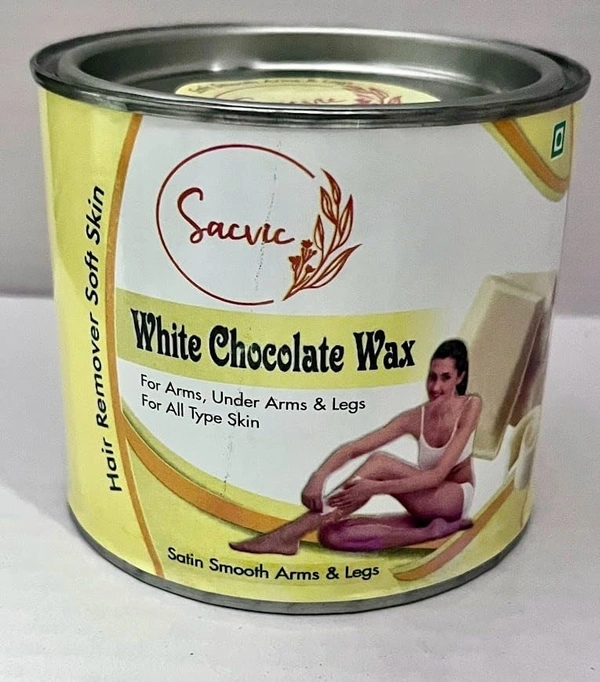 Sacvic
White Chocolate Wax
For Arms, Under Arms & Legs
For All Type Skin
Hair Remover Soft Skin
Satin Smooth Arms & Legs